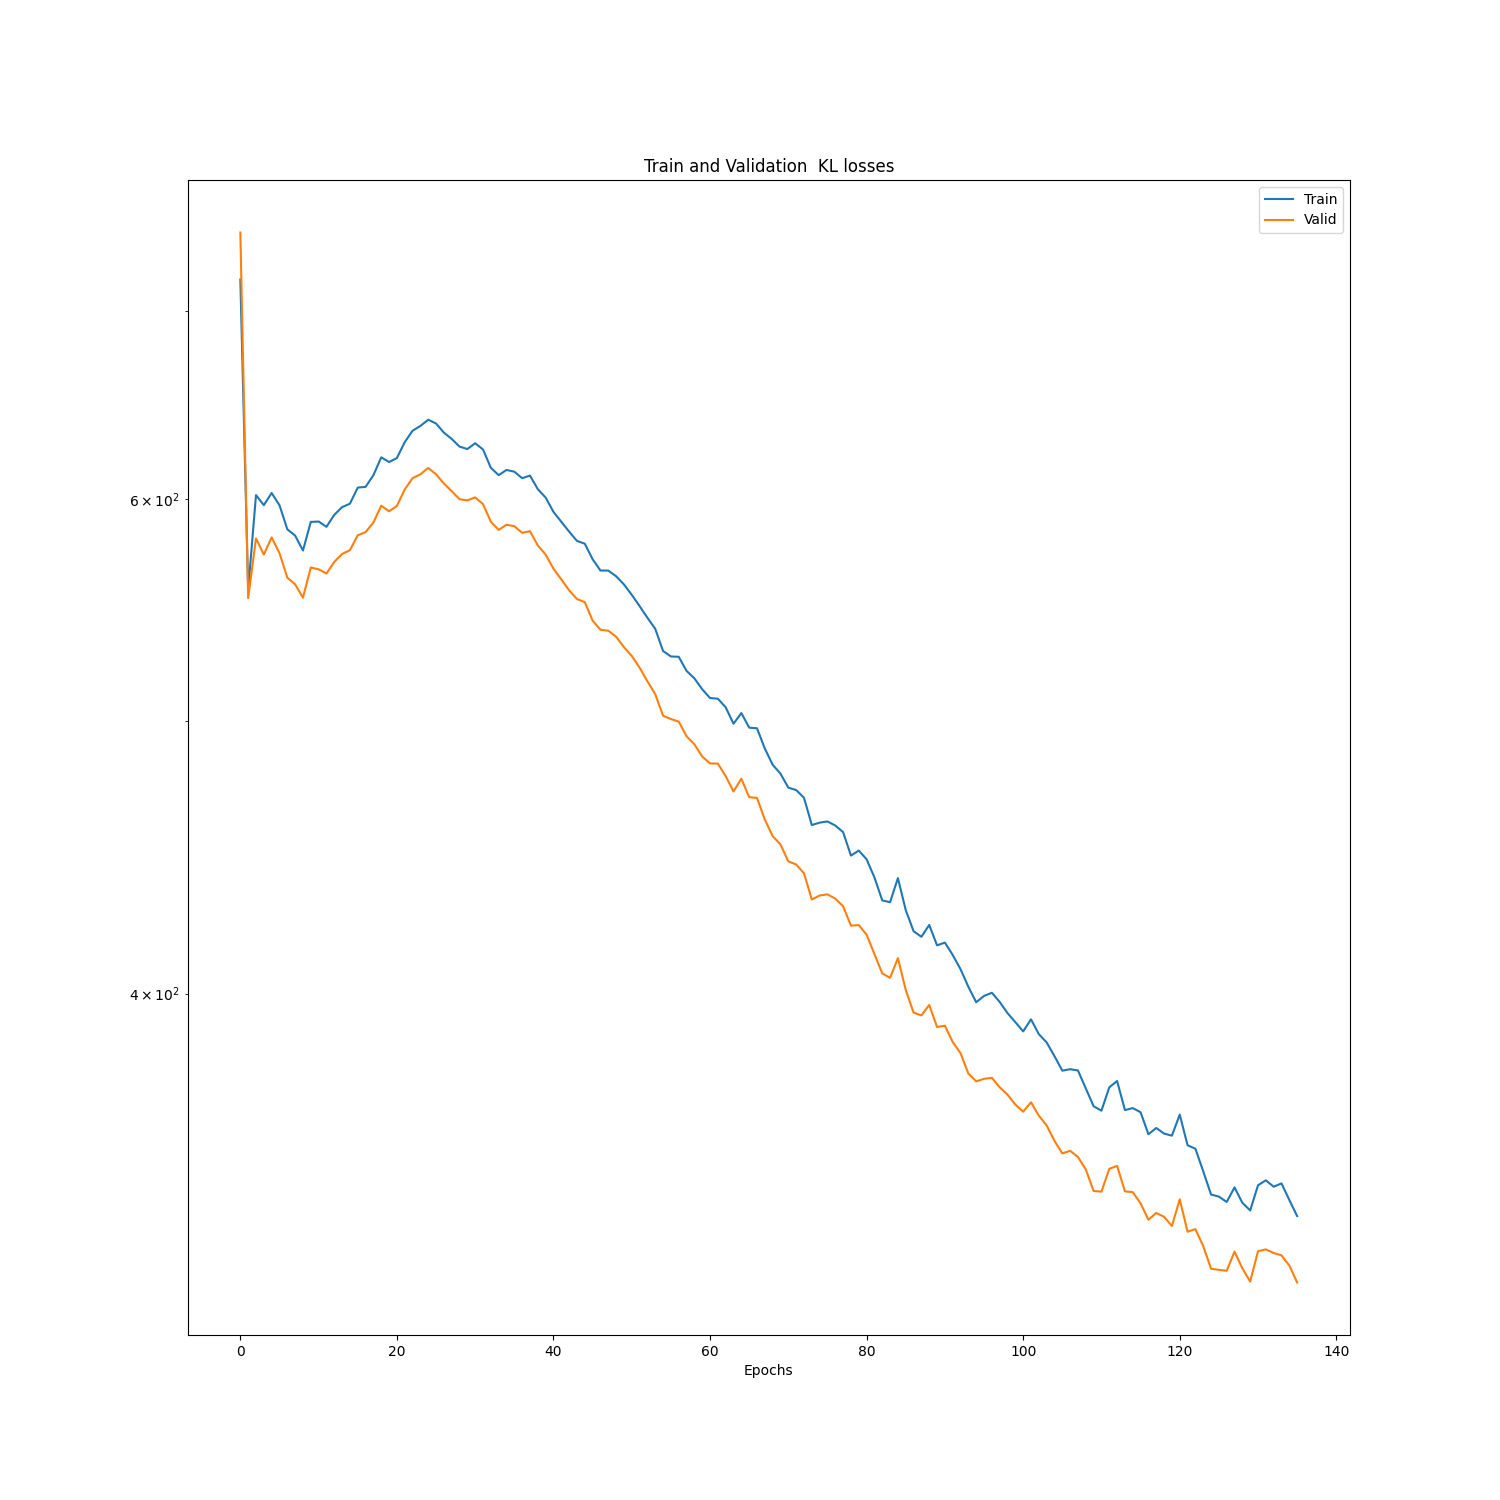 Train and Validation  KL losses
Train
Valid
6 × 10²
4 × 10²
0 20 40 60 80 100 120 140
Epochs